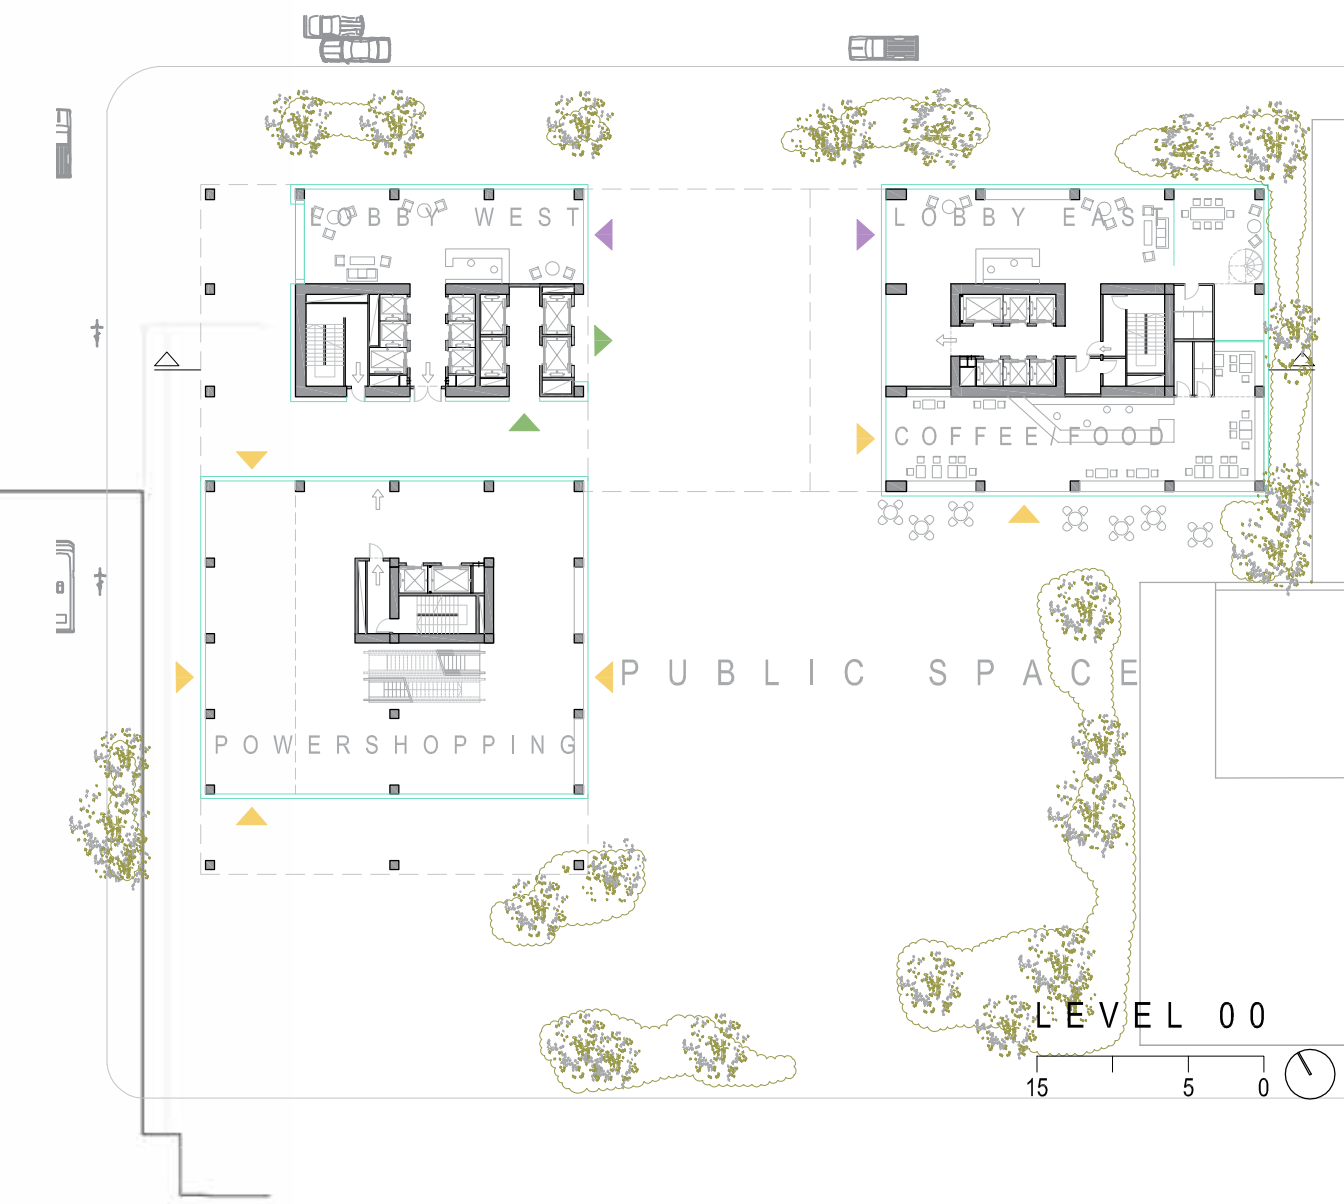 LOBBY WEST
LOBBY EAST
COFFEE/FOOD
PUBLIC SPACE
POWERSHOPPING
LEVEL 00
15 5 0